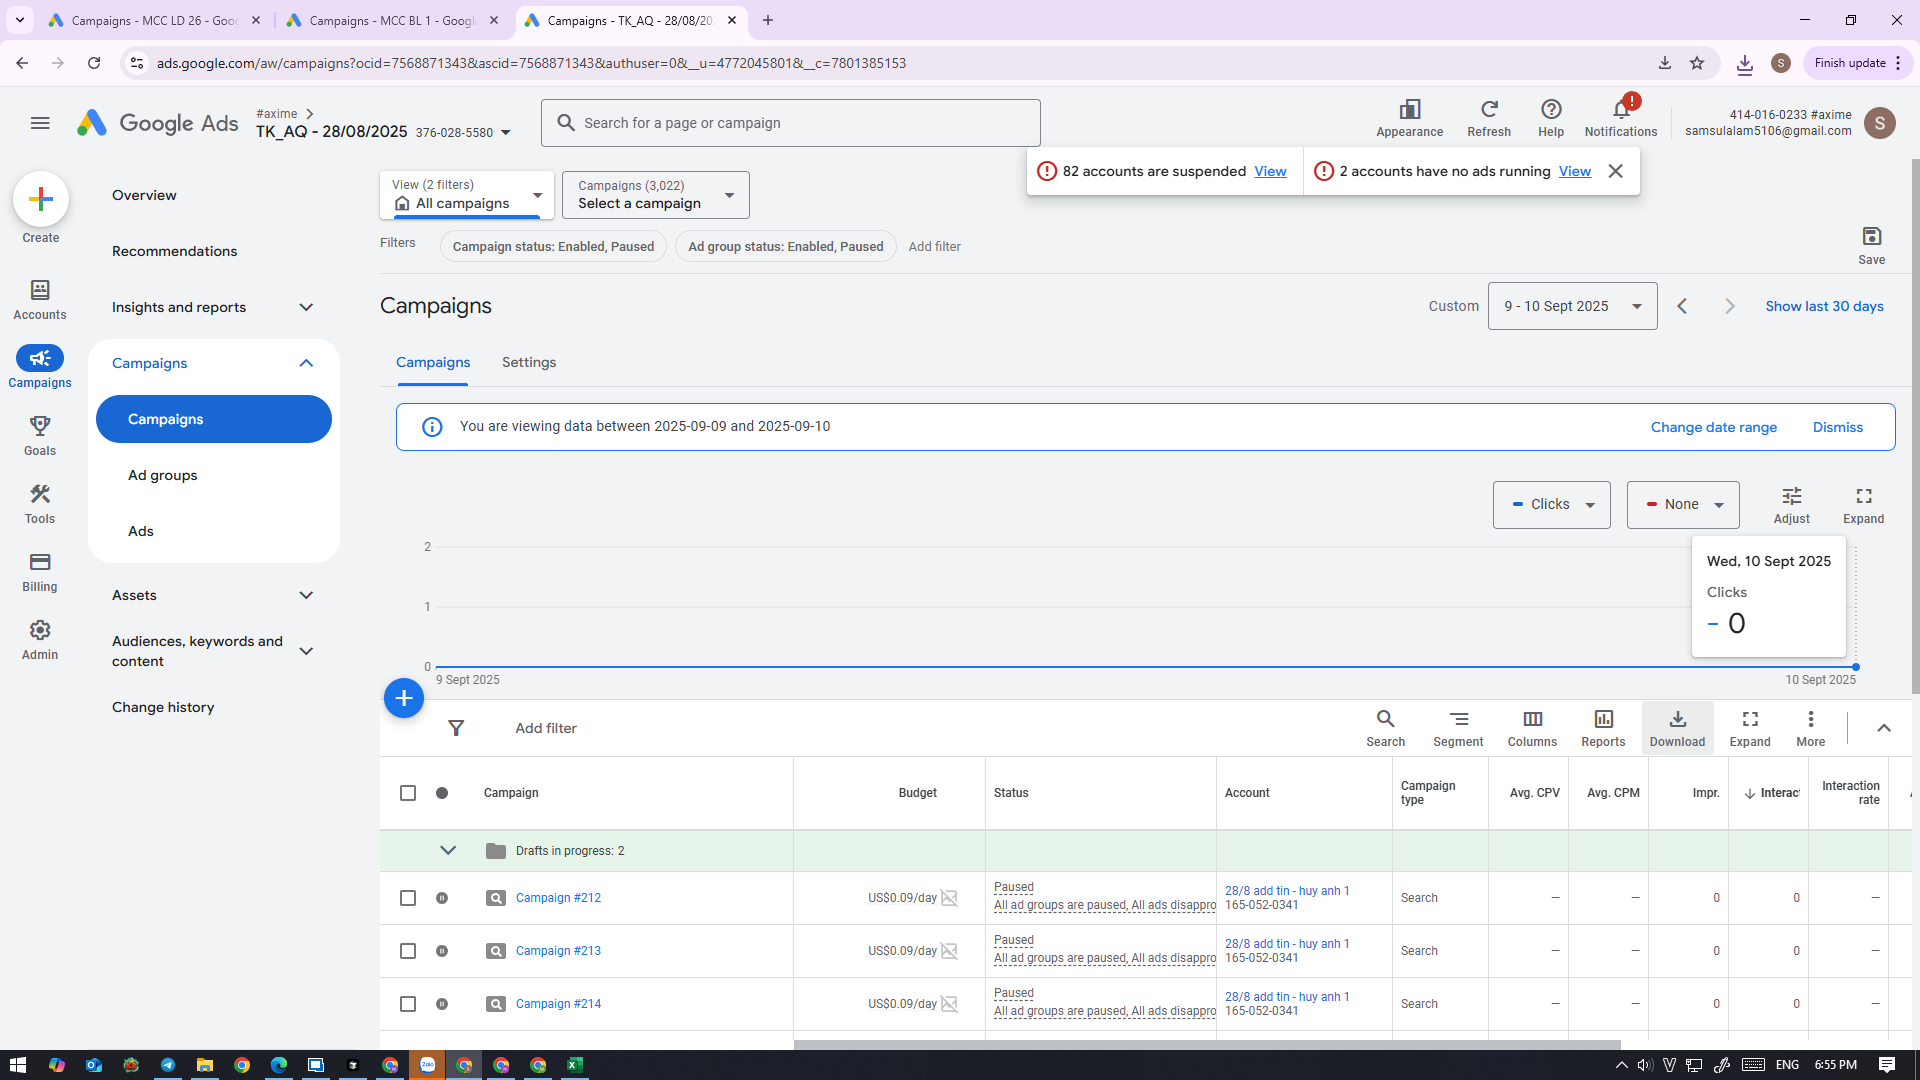 Campaigns - MCC LD 26 - Goog
Campaigns - MCC BL 1 - Google
Campaigns - TK_AQ - 28/08/20
ads.google.com/aw/campaigns?ocid=7568871343&ascid=7568871343&authuser=0&__u=4772045801&__c=7801385153
S
Finish update
Google Ads
#axime
TK_AQ - 28/08/2025 376-028-5580
Search for a page or campaign
Appearance
Refresh
Help
Notifications
414-016-0233 #axime
samsulalam5106@gmail.com
S
82 accounts are suspended View
2 accounts have no ads running View
Create
Accounts
Campaigns
Goals
Tools
Billing
Admin
Overview
Recommendations
Insights and reports
Campaigns
Campaigns
Ad groups
Ads
Assets
Audiences, keywords and
content
Change history
View (2 filters)
All campaigns
Campaigns (3,022)
Select a campaign
Filters
Campaign status: Enabled, Paused
Ad group status: Enabled, Paused
Add filter
Save
Campaigns
Custom
9 - 10 Sept 2025
Show last 30 days
Campaigns
Settings
You are viewing data between 2025-09-09 and 2025-09-10
Change date range
Dismiss
Clicks
None
Adjust
Expand
2
1
0
9 Sept 2025
10 Sept 2025
Wed, 10 Sept 2025
Clicks
0
Add filter
Search
Segment
Columns
Reports
Download
Expand
More
Campaign
Budget
Status
Account
Campaign
type
Avg. CPV
Avg. CPM
Impr.
Interac
Interaction
rate
Drafts in progress: 2
Campaign #212
US$0.09/day
Paused
All ad groups are paused, All ads disappro
28/8 add tin - huy anh 1
165-052-0341
Search
—
—
0
0
—
Campaign #213
US$0.09/day
Paused
All ad groups are paused, All ads disappro
28/8 add tin - huy anh 1
165-052-0341
Search
—
—
0
0
—
Campaign #214
US$0.09/day
Paused
All ad groups are paused, All ads disappro
28/8 add tin - huy anh 1
165-052-0341
Search
—
—
0
0
—
Zalo
ENG
6:55 PM